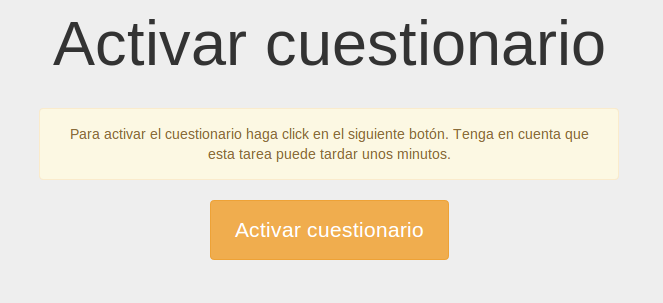 Activar cuestionario
Para activar el cuestionario haga click en el siguiente botón. Tenga en cuenta que
esta tarea puede tardar unos minutos.
Activar cuestionario